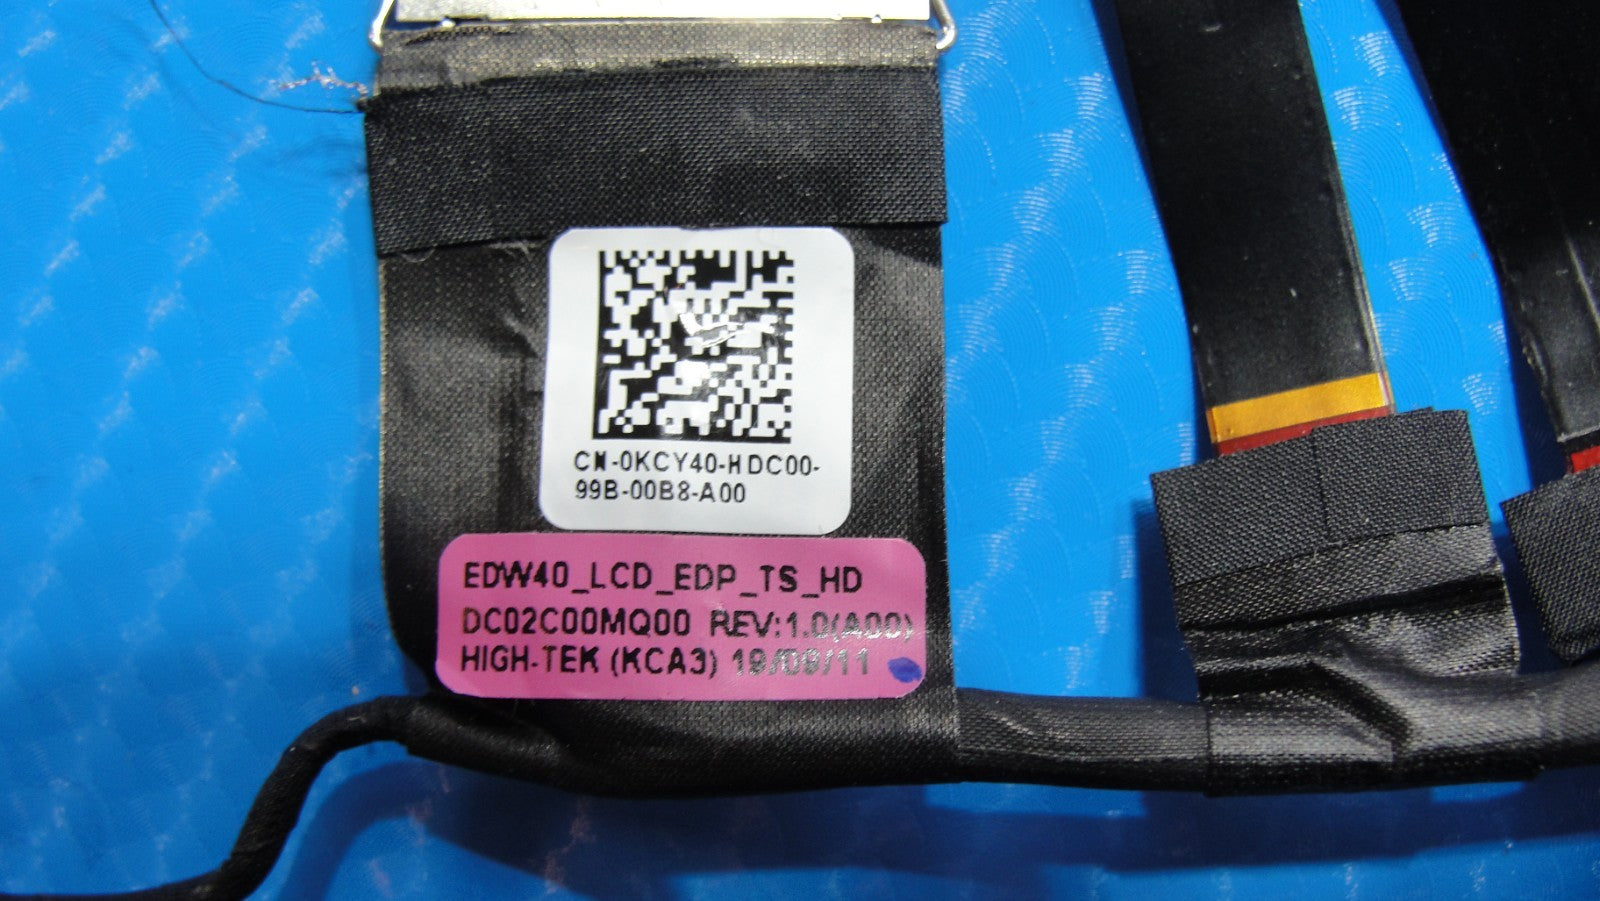 CN-0KCY40-HDC00-
99B-00B8-A00
EDW40_LCD_EDP_TS_HD
DC02C00MQ00 REV:1.0(A00)
HIGH-TEK (KCA3) 19/09/11